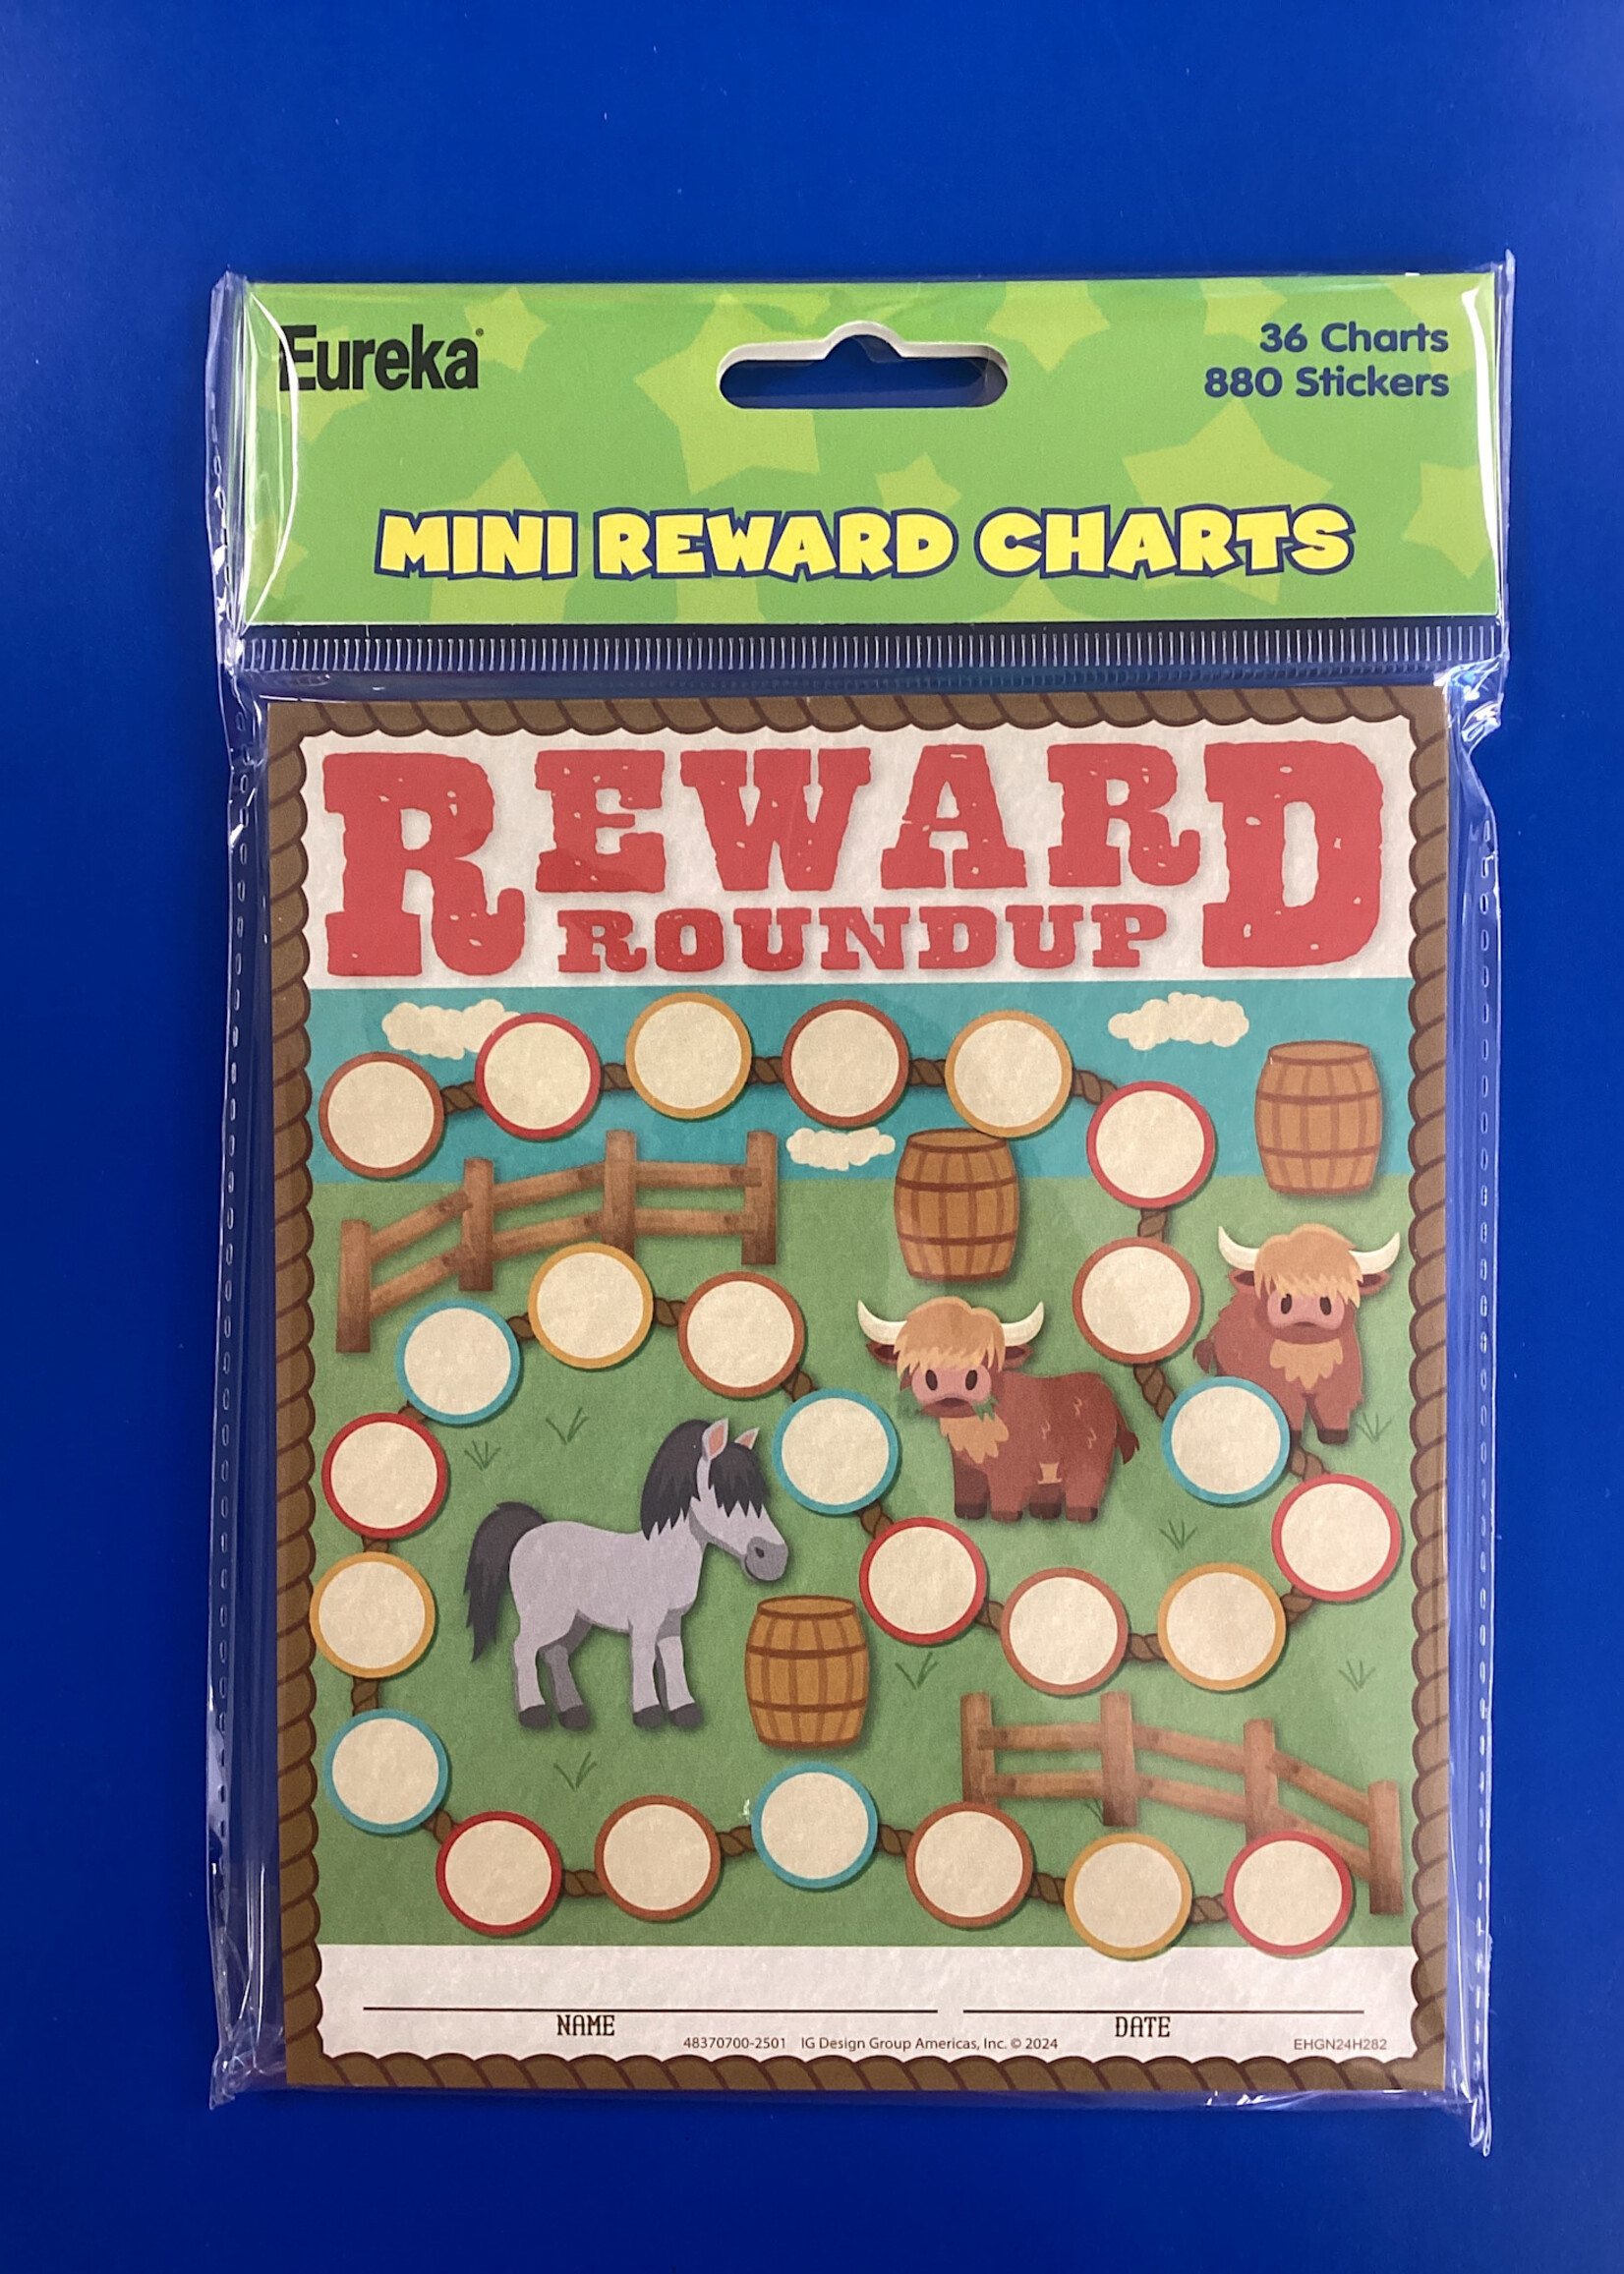 Eureka®
36 Charts
880 Stickers
MINI REWARD CHARTS
REWARD
ROUNDUP
NAME
DATE
48370700-2501 IG Design Group Americas, Inc. © 2024
EHGN24H282